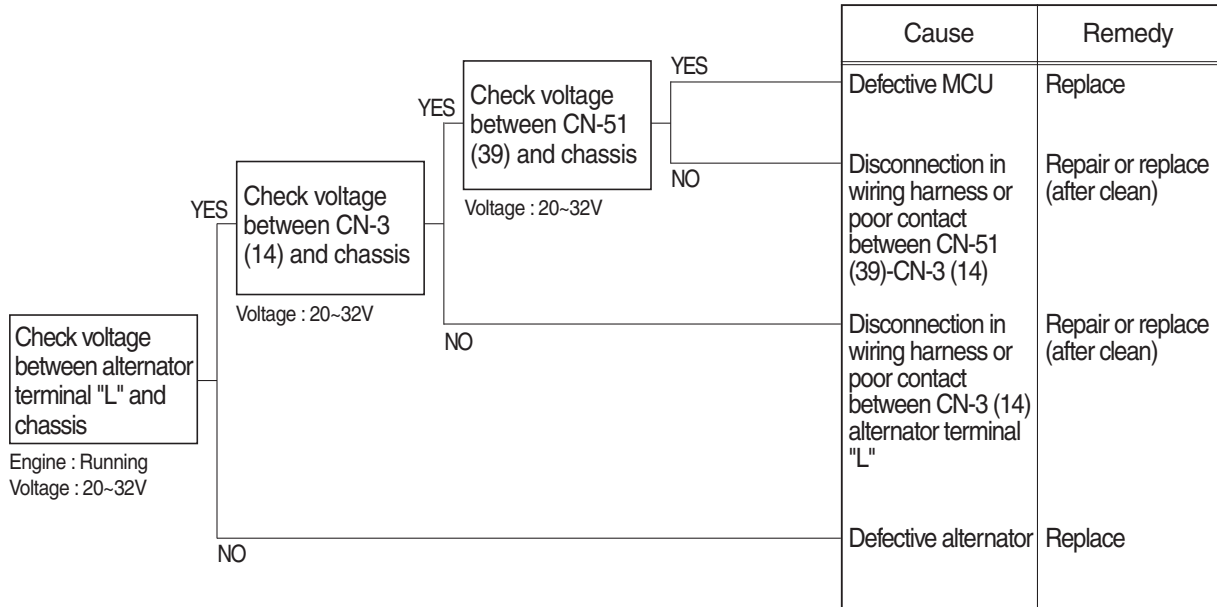 Cause
Remedy
YES
Defective MCU
Replace
YES
Check voltage
between CN-51
(39) and chassis
Voltage : 20~32V
NO
Disconnection in
wiring harness or
poor contact
between CN-51
(39)-CN-3 (14)
Repair or replace
(after clean)
YES
Check voltage
between CN-3
(14) and chassis
Voltage : 20~32V
NO
Disconnection in
wiring harness or
poor contact
between CN-3 (14)
alternator terminal
"L"
Repair or replace
(after clean)
Check voltage
between alternator
terminal "L" and
chassis
Engine : Running
Voltage : 20~32V
NO
Defective alternator
Replace